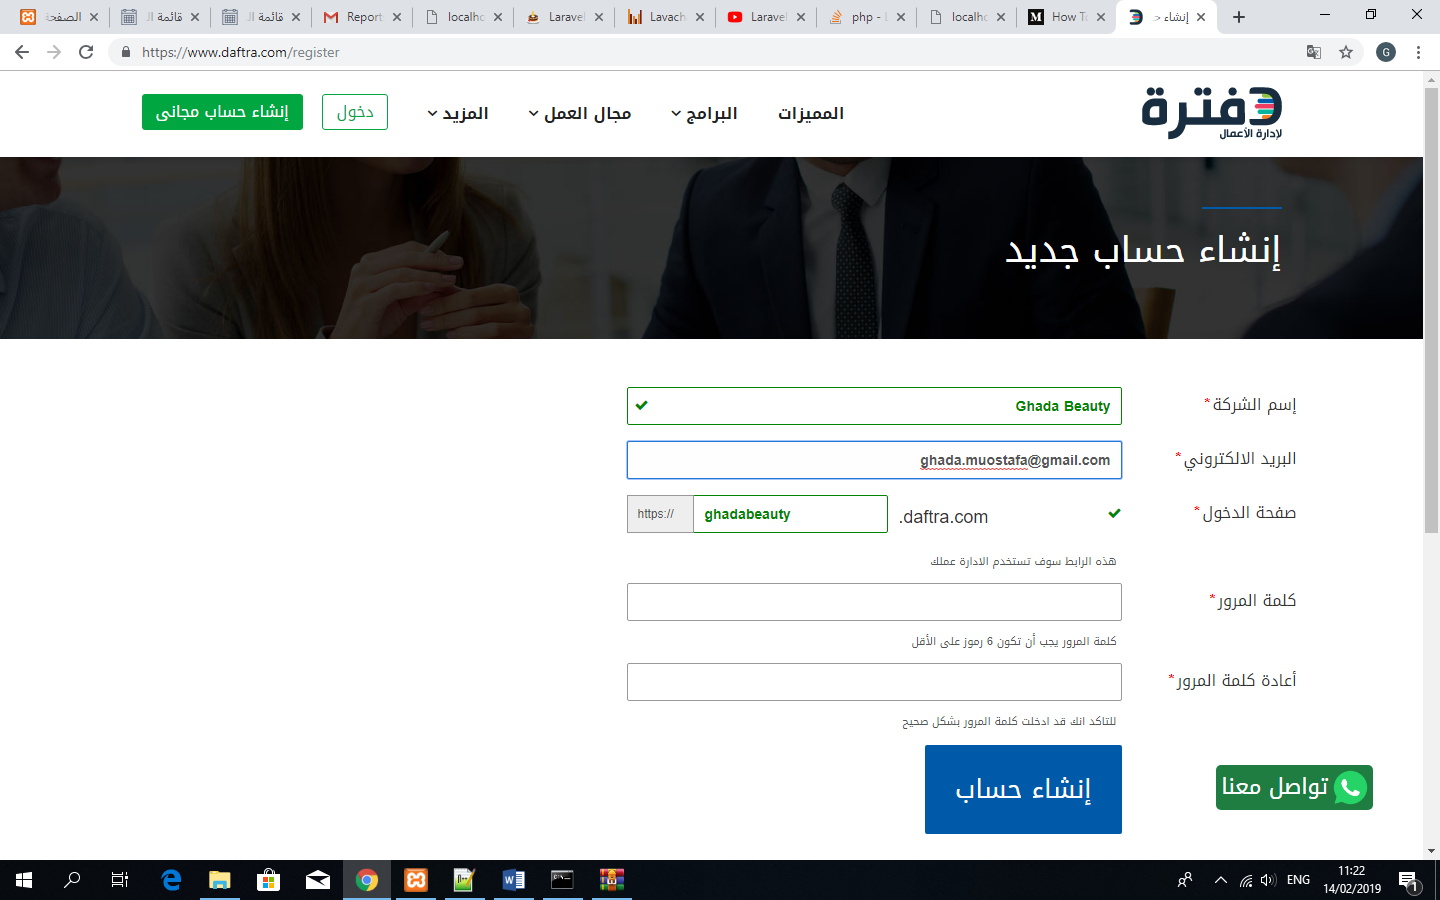 الصفحة
قائمة ال
قائمة ال
Report
localho
Laravel
Lavach
Laravel
php - L
localho
How To
إنشاء >
https://www.daftra.com/register
G
دفترة
لإدارة الأعمال
المميزات
البرامج
مجال العمل
المزيد
دخول
إنشاء حساب مجانى
إنشاء حساب جديد
إسم الشركة*
Ghada Beauty
البريد الالكتروني*
ghada.muostafa@gmail.com
صفحة الدخول*
https://
ghadabeauty
.daftra.com
هذه الرابط سوف تستخدم الادارة عملك
كلمة المرور*
كلمة المرور يجب أن تكون 6 رموز على الأقل
أعادة كلمة المرور*
للتاكد انك قد ادخلت كلمة المرور بشكل صحيح
إنشاء حساب
تواصل معنا
ENG
11:22
14/02/2019
1